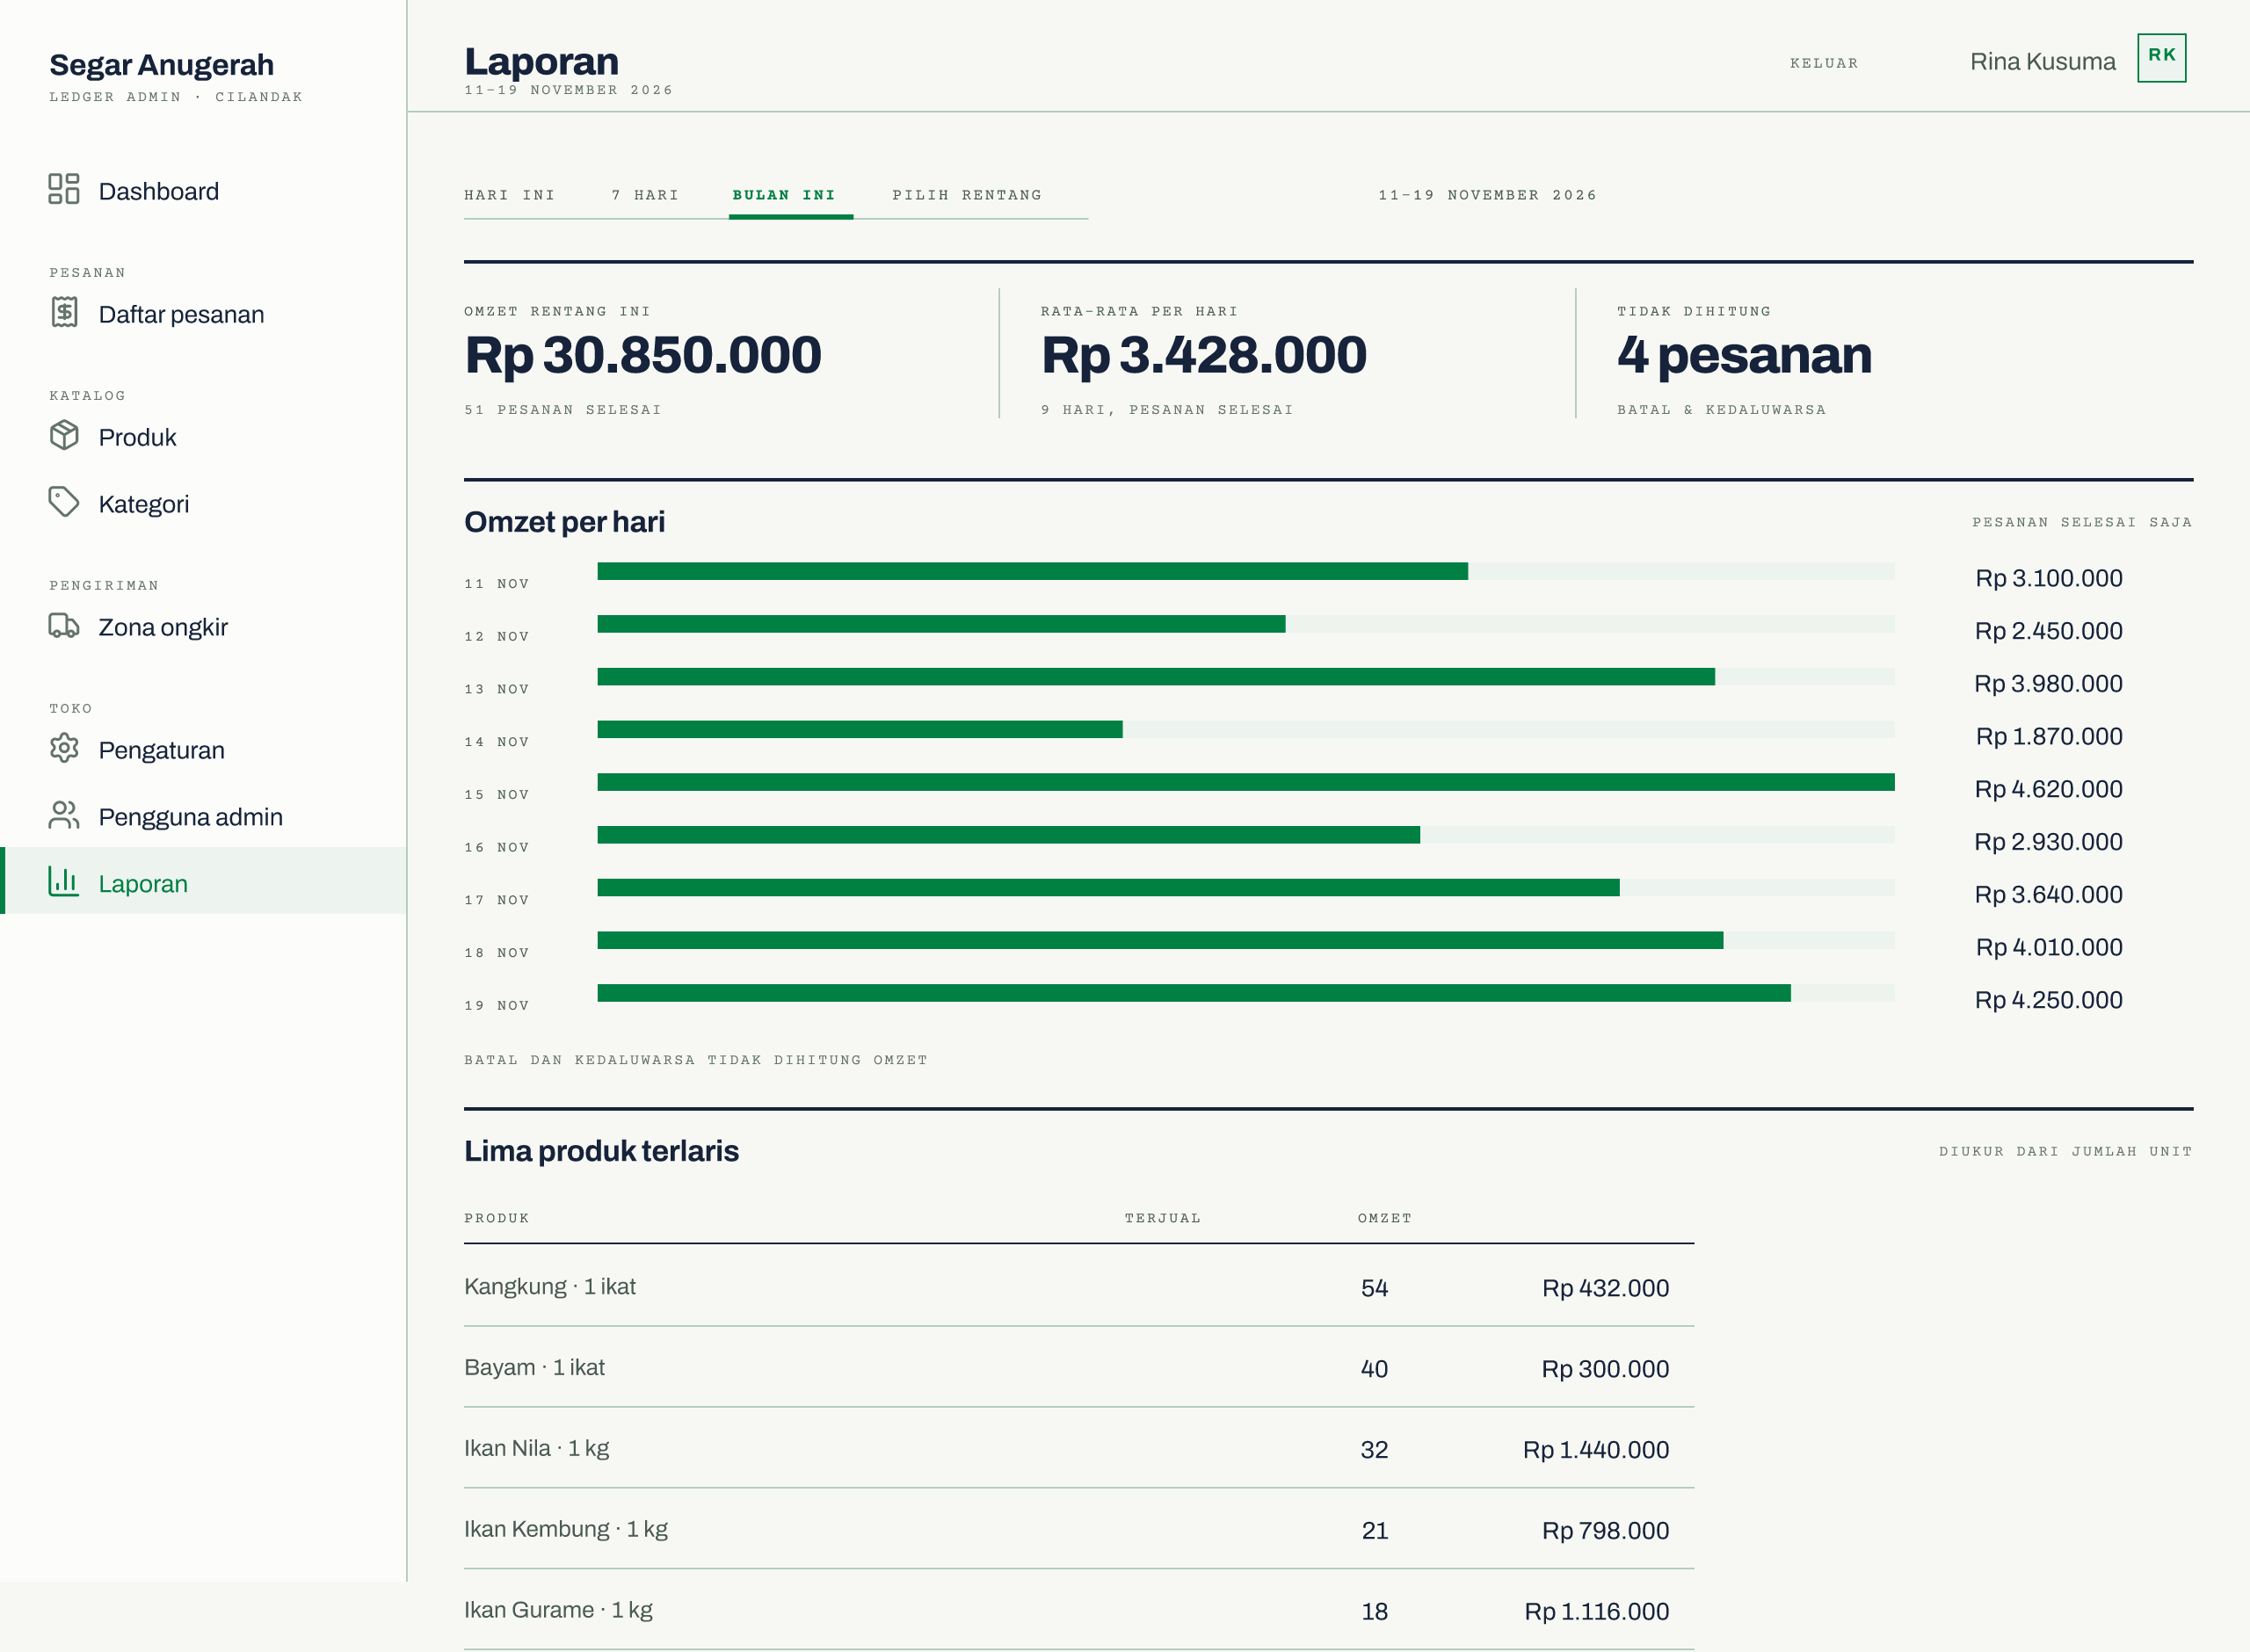 Segar Anugerah
LEDGER ADMIN · CILANDAK
Dashboard
PESANAN
Daftar pesanan
KATALOG
Produk
Kategori
PENGIRIMAN
Zona ongkir
TOKO
Pengaturan
Pengguna admin
Laporan
Laporan
11–19 NOVEMBER 2026
KELUAR
Rina Kusuma
RK
HARI INI 7 HARI BULAN INI PILIH RENTANG 11–19 NOVEMBER 2026
OMZET RENTANG INI
Rp 30.850.000
51 PESANAN SELESAI
RATA-RATA PER HARI
Rp 3.428.000
9 HARI, PESANAN SELESAI
TIDAK DIHITUNG
4 pesanan
BATAL & KEDALUWARSA
Omzet per hari PESANAN SELESAI SAJA
11 NOV Rp 3.100.000
12 NOV Rp 2.450.000
13 NOV Rp 3.980.000
14 NOV Rp 1.870.000
15 NOV Rp 4.620.000
16 NOV Rp 2.930.000
17 NOV Rp 3.640.000
18 NOV Rp 4.010.000
19 NOV Rp 4.250.000
BATAL DAN KEDALUWARSA TIDAK DIHITUNG OMZET
Lima produk terlaris DIUKUR DARI JUMLAH UNIT
PRODUK TERJUAL OMZET
Kangkung · 1 ikat 54 Rp 432.000
Bayam · 1 ikat 40 Rp 300.000
Ikan Nila · 1 kg 32 Rp 1.440.000
Ikan Kembung · 1 kg 21 Rp 798.000
Ikan Gurame · 1 kg 18 Rp 1.116.000